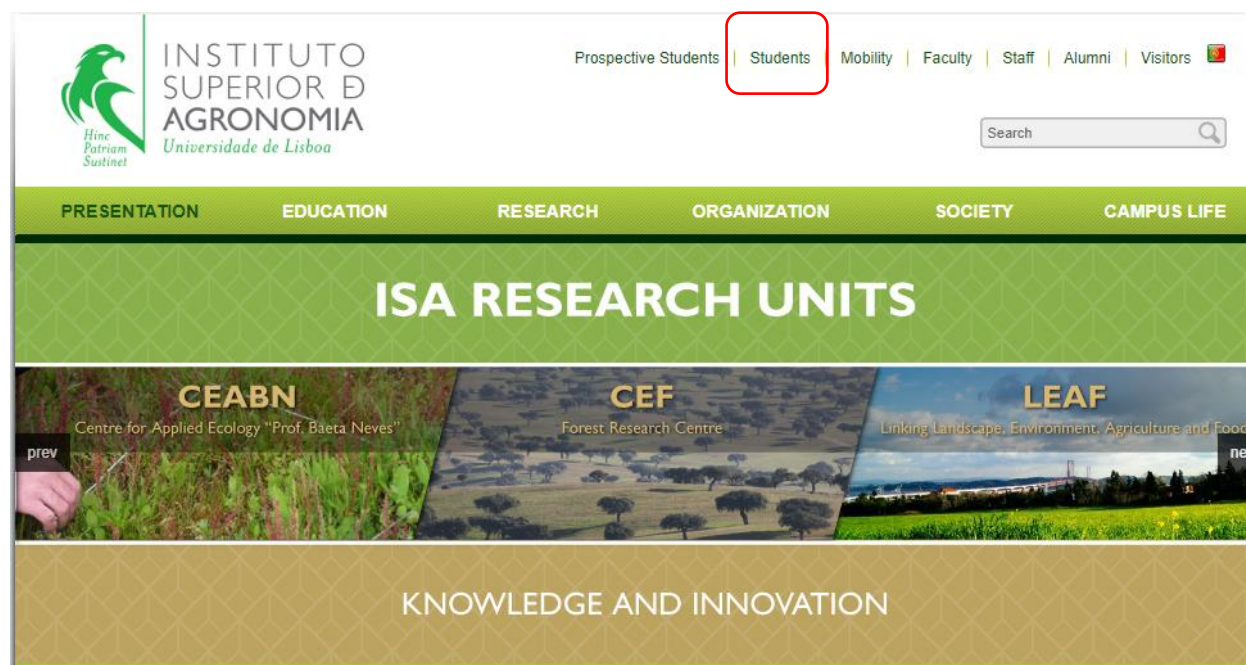 INSTITUTO
SUPERIOR Ð
AGRONOMIA
Universidade de Lisboa
Hinc
Patriam
Sustinet
Prospective Students | Students | Mobility | Faculty | Staff | Alumni | Visitors
Search
PRESENTATION EDUCATION RESEARCH ORGANIZATION SOCIETY CAMPUS LIFE
ISA RESEARCH UNITS
CEABN
Centre for Applied Ecology "Prof. Baeta Neves"
CEF
Forest Research Centre
LEAF
Linking Landscape, Environment, Agriculture and Food
prev
ne
KNOWLEDGE AND INNOVATION